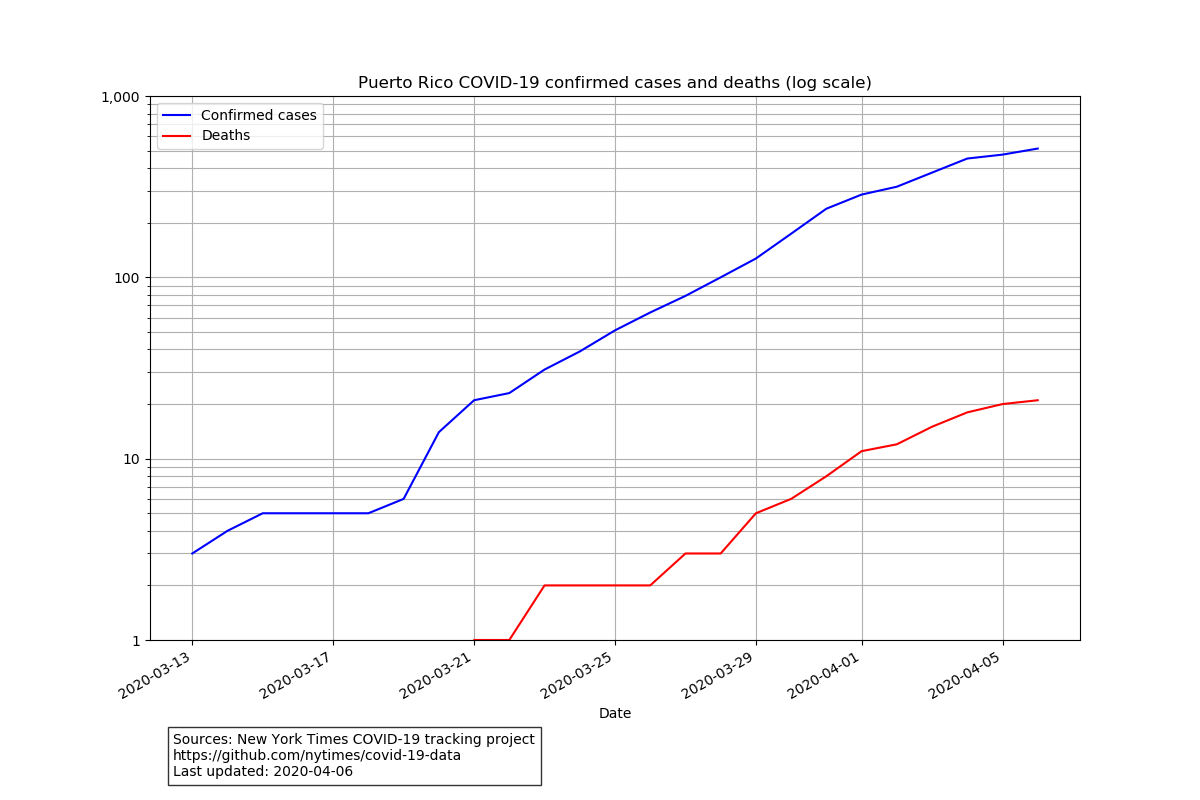 Puerto Rico COVID-19 confirmed cases and deaths (log scale)
1,000
Confirmed cases
Deaths
100
10
1
2020-03-13
2020-03-17
2020-03-21
2020-03-25
2020-03-29
2020-04-01
2020-04-05
Date
Sources: New York Times COVID-19 tracking project
https://github.com/nytimes/covid-19-data
Last updated: 2020-04-06